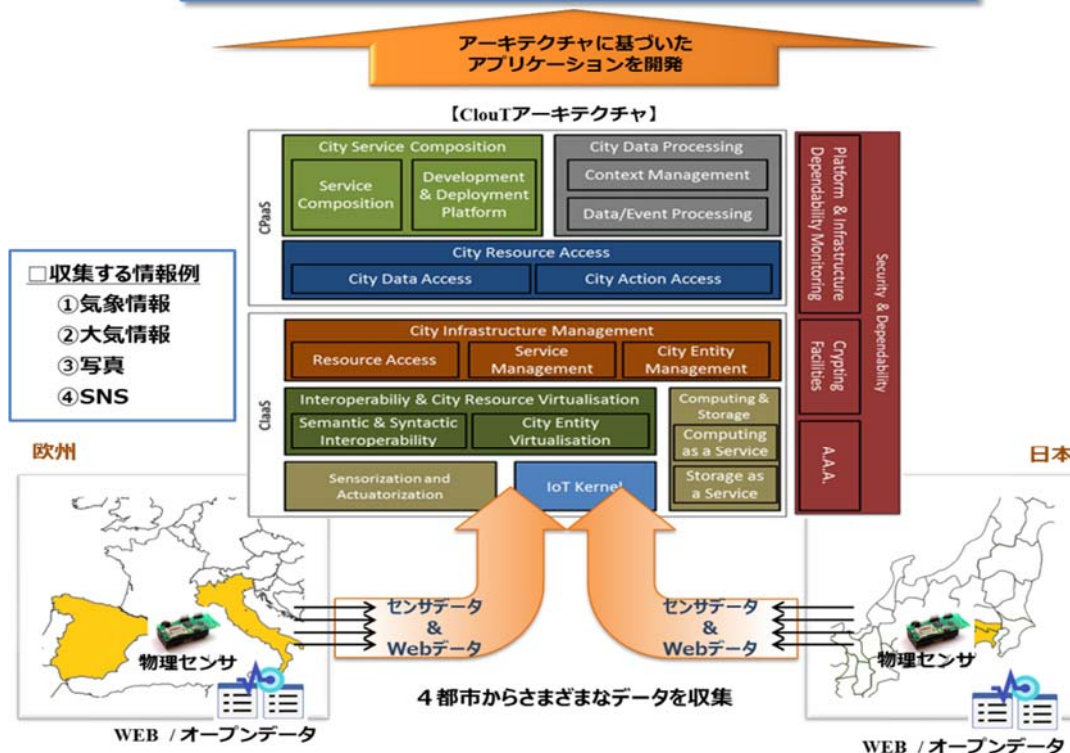 アーキテクチャに基づいた
アプリケーションを開発
【ClouTアーキテクチャ】
CPaaS
City Service Composition
Service
Composition
Development
& Deployment
Platform
City Data Processing
Context Management
Data/Event Processing
City Resource Access
City Data Access
City Action Access
CIaaS
City Infrastructure Management
Resource Access
Service
Management
City Entity
Management
Interoperabiliy & City Resource Virtualisation
Semantic & Syntactic
Interoperability
City Entity
Virtualisation
Computing &
Storage
Computing
as a Service
Storage as
a Service
Sensorization and
Actuatorization
IoT Kernel
Platform & Infrastructure
Dependability Monitoring
Crypting
Facilities
A.A.A.
Security & Dependability
□収集する情報例
①気象情報
②大気情報
③写真
④SNS
欧州
日本
物理センサ
WEB / オープンデータ
センサデータ
&
Webデータ
センサデータ
&
Webデータ
4都市からさまざまなデータを収集
物理センサ
WEB / オープンデータ